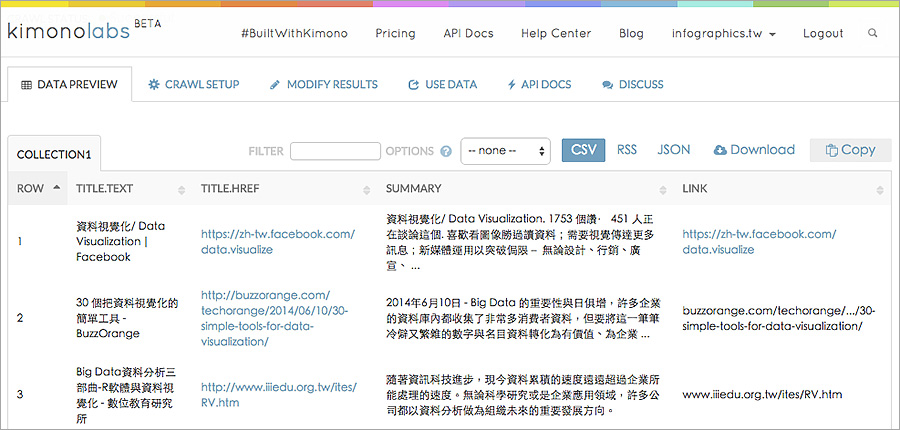 kimonolabs BETA
#BuiltWithKimono Pricing API Docs Help Center Blog infographics.tw Logout
DATA PREVIEW CRAWL SETUP MODIFY RESULTS USE DATA API DOCS DISCUSS
COLLECTION1 FILTER OPTIONS ? -- none -- CSV RSS JSON Download Copy
ROW TITLE.TEXT TITLE.HREF SUMMARY LINK
1
資料視覺化/ Data
Visualization |
Facebook
https://zh-tw.facebook.com/
data.visualize
資料視覺化/ Data Visualization. 1753 個讚· 451 人正
在談論這個. 喜歡看圖像勝過讀資料；需要視覺傳達更多
訊息；新媒體運用以突破侷限 – 無論設計、行銷、廣
宣、 ...
https://zh-tw.facebook.com/
data.visualize
2
30 個把資料視覺化的
簡單工具 -
BuzzOrange
http://buzzorange.com/
techorange/2014/06/10/30-
simple-tools-for-data-
visualization/
2014年6月10日 - Big Data 的重要性與日俱增，許多企業
的資料庫內都收集了非常多消費者資料，但要將這一筆筆
冷僻又繁雜的數字與名目資料轉化為有價值、為企業 ...
buzzorange.com/techorange/.../30-
simple-tools-for-data-visualization/
3
Big Data資料分析三
部曲-R軟體與資料視
覺化 - 數位教育研究
所
http://www.iiiedu.org.tw/ites/
RV.htm
隨著資訊科技進步，現今資料累積的速度遠遠超過企業所
能處理的速度。無論科學研究或是企業應用領域，許多公
司都以資料分析做為組織未來的重要發展方向。
www.iiiedu.org.tw/ites/RV.htm